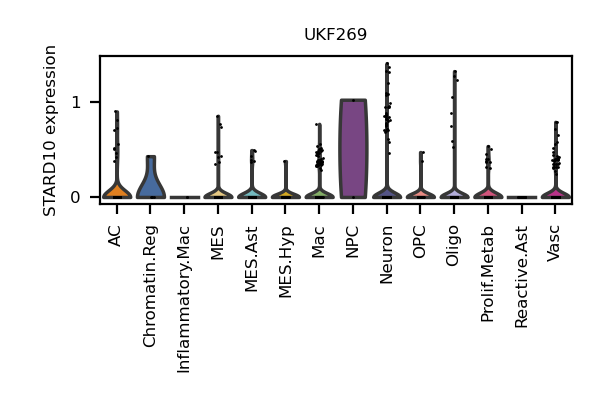 UKF269
STARD10 expression
1
0
AC
Chromatin.Reg
Inflammatory.Mac
MES
MES.Ast
MES.Hyp
Mac
NPC
Neuron
OPC
Oligo
Prolif.Metab
Reactive.Ast
Vasc